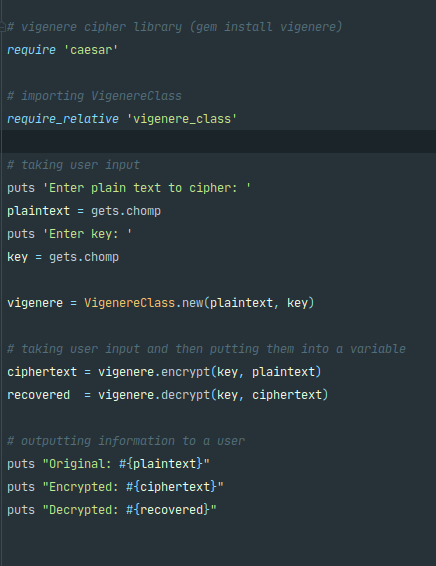 # vigenere cipher library (gem install vigenere)
require 'caesar'
# importing VigenereClass
require_relative 'vigenere_class'
# taking user input
puts 'Enter plain text to cipher: '
plaintext = gets.chomp
puts 'Enter key: '
key = gets.chomp
vigenere = VigenereClass.new(plaintext, key)
# taking user input and then putting them into a variable
ciphertext = vigenere.encrypt(key, plaintext)
recovered  = vigenere.decrypt(key, ciphertext)
# outputting information to a user
puts "Original: #{plaintext}"
puts "Encrypted: #{ciphertext}"
puts "Decrypted: #{recovered}"